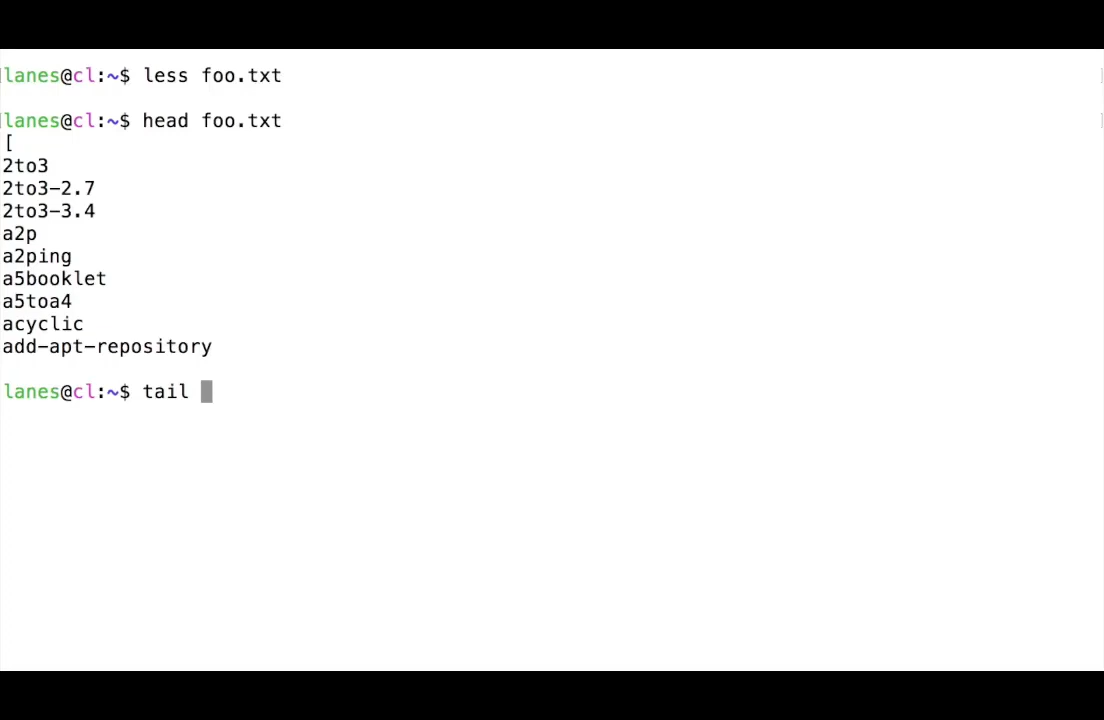 lanes@cl:~$ less foo.txt
lanes@cl:~$ head foo.txt
[
2to3
2to3-2.7
2to3-3.4
a2p
a2ping
a5booklet
a5toa4
acyclic
add-apt-repository
lanes@cl:~$ tail